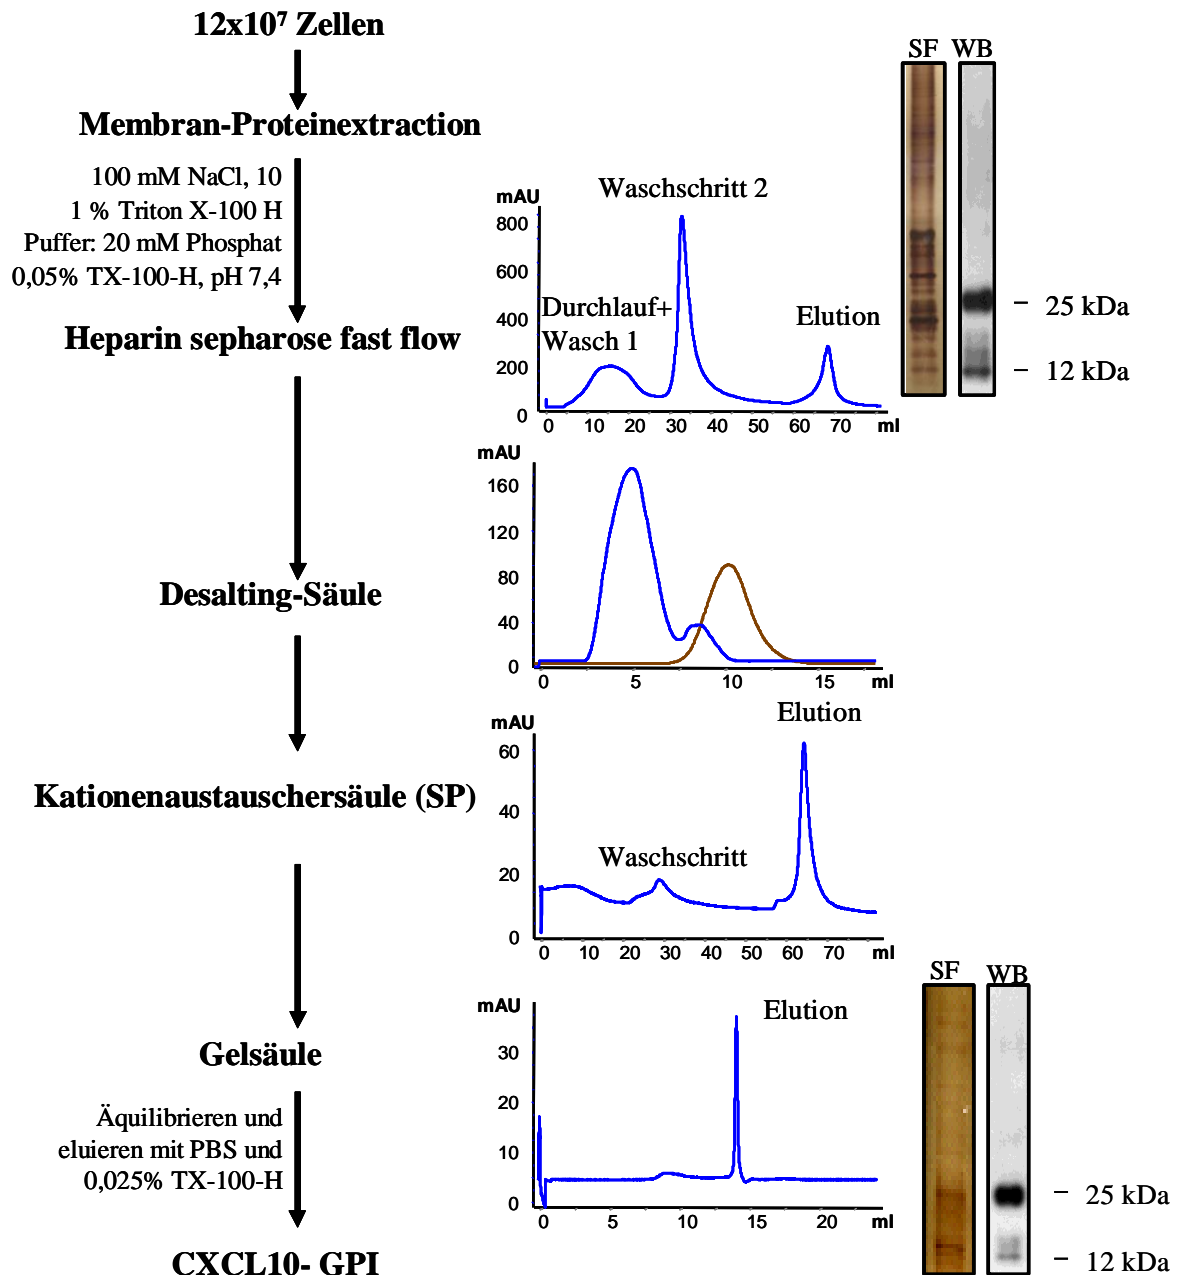 12x10⁷ Zellen
Membran-Proteinextraction
100 mM NaCl, 10
1 % Triton X-100 H
Puffer: 20 mM Phosphat
0,05% TX-100-H, pH 7,4
Heparin sepharose fast flow
Desalting-Säule
Kationenaustauschersäule (SP)
Gelsäule
Äquilibrieren und
eluieren mit PBS und
0,025% TX-100-H
CXCL10- GPI
mAU
Waschschritt 2
800
600
400
200
0
Durchlauf+
Wasch 1
Elution
0 10 20 30 40 50 60 70 ml
SF WB
25 kDa
12 kDa
mAU
160
120
80
40
0
0 5 10 15 ml
Elution
mAU
60
40
20
0
Waschschritt
0 10 20 30 40 50 60 70 ml
mAU
Elution
30
20
10
0
0 5 10 15 20 ml
SF WB
25 kDa
12 kDa